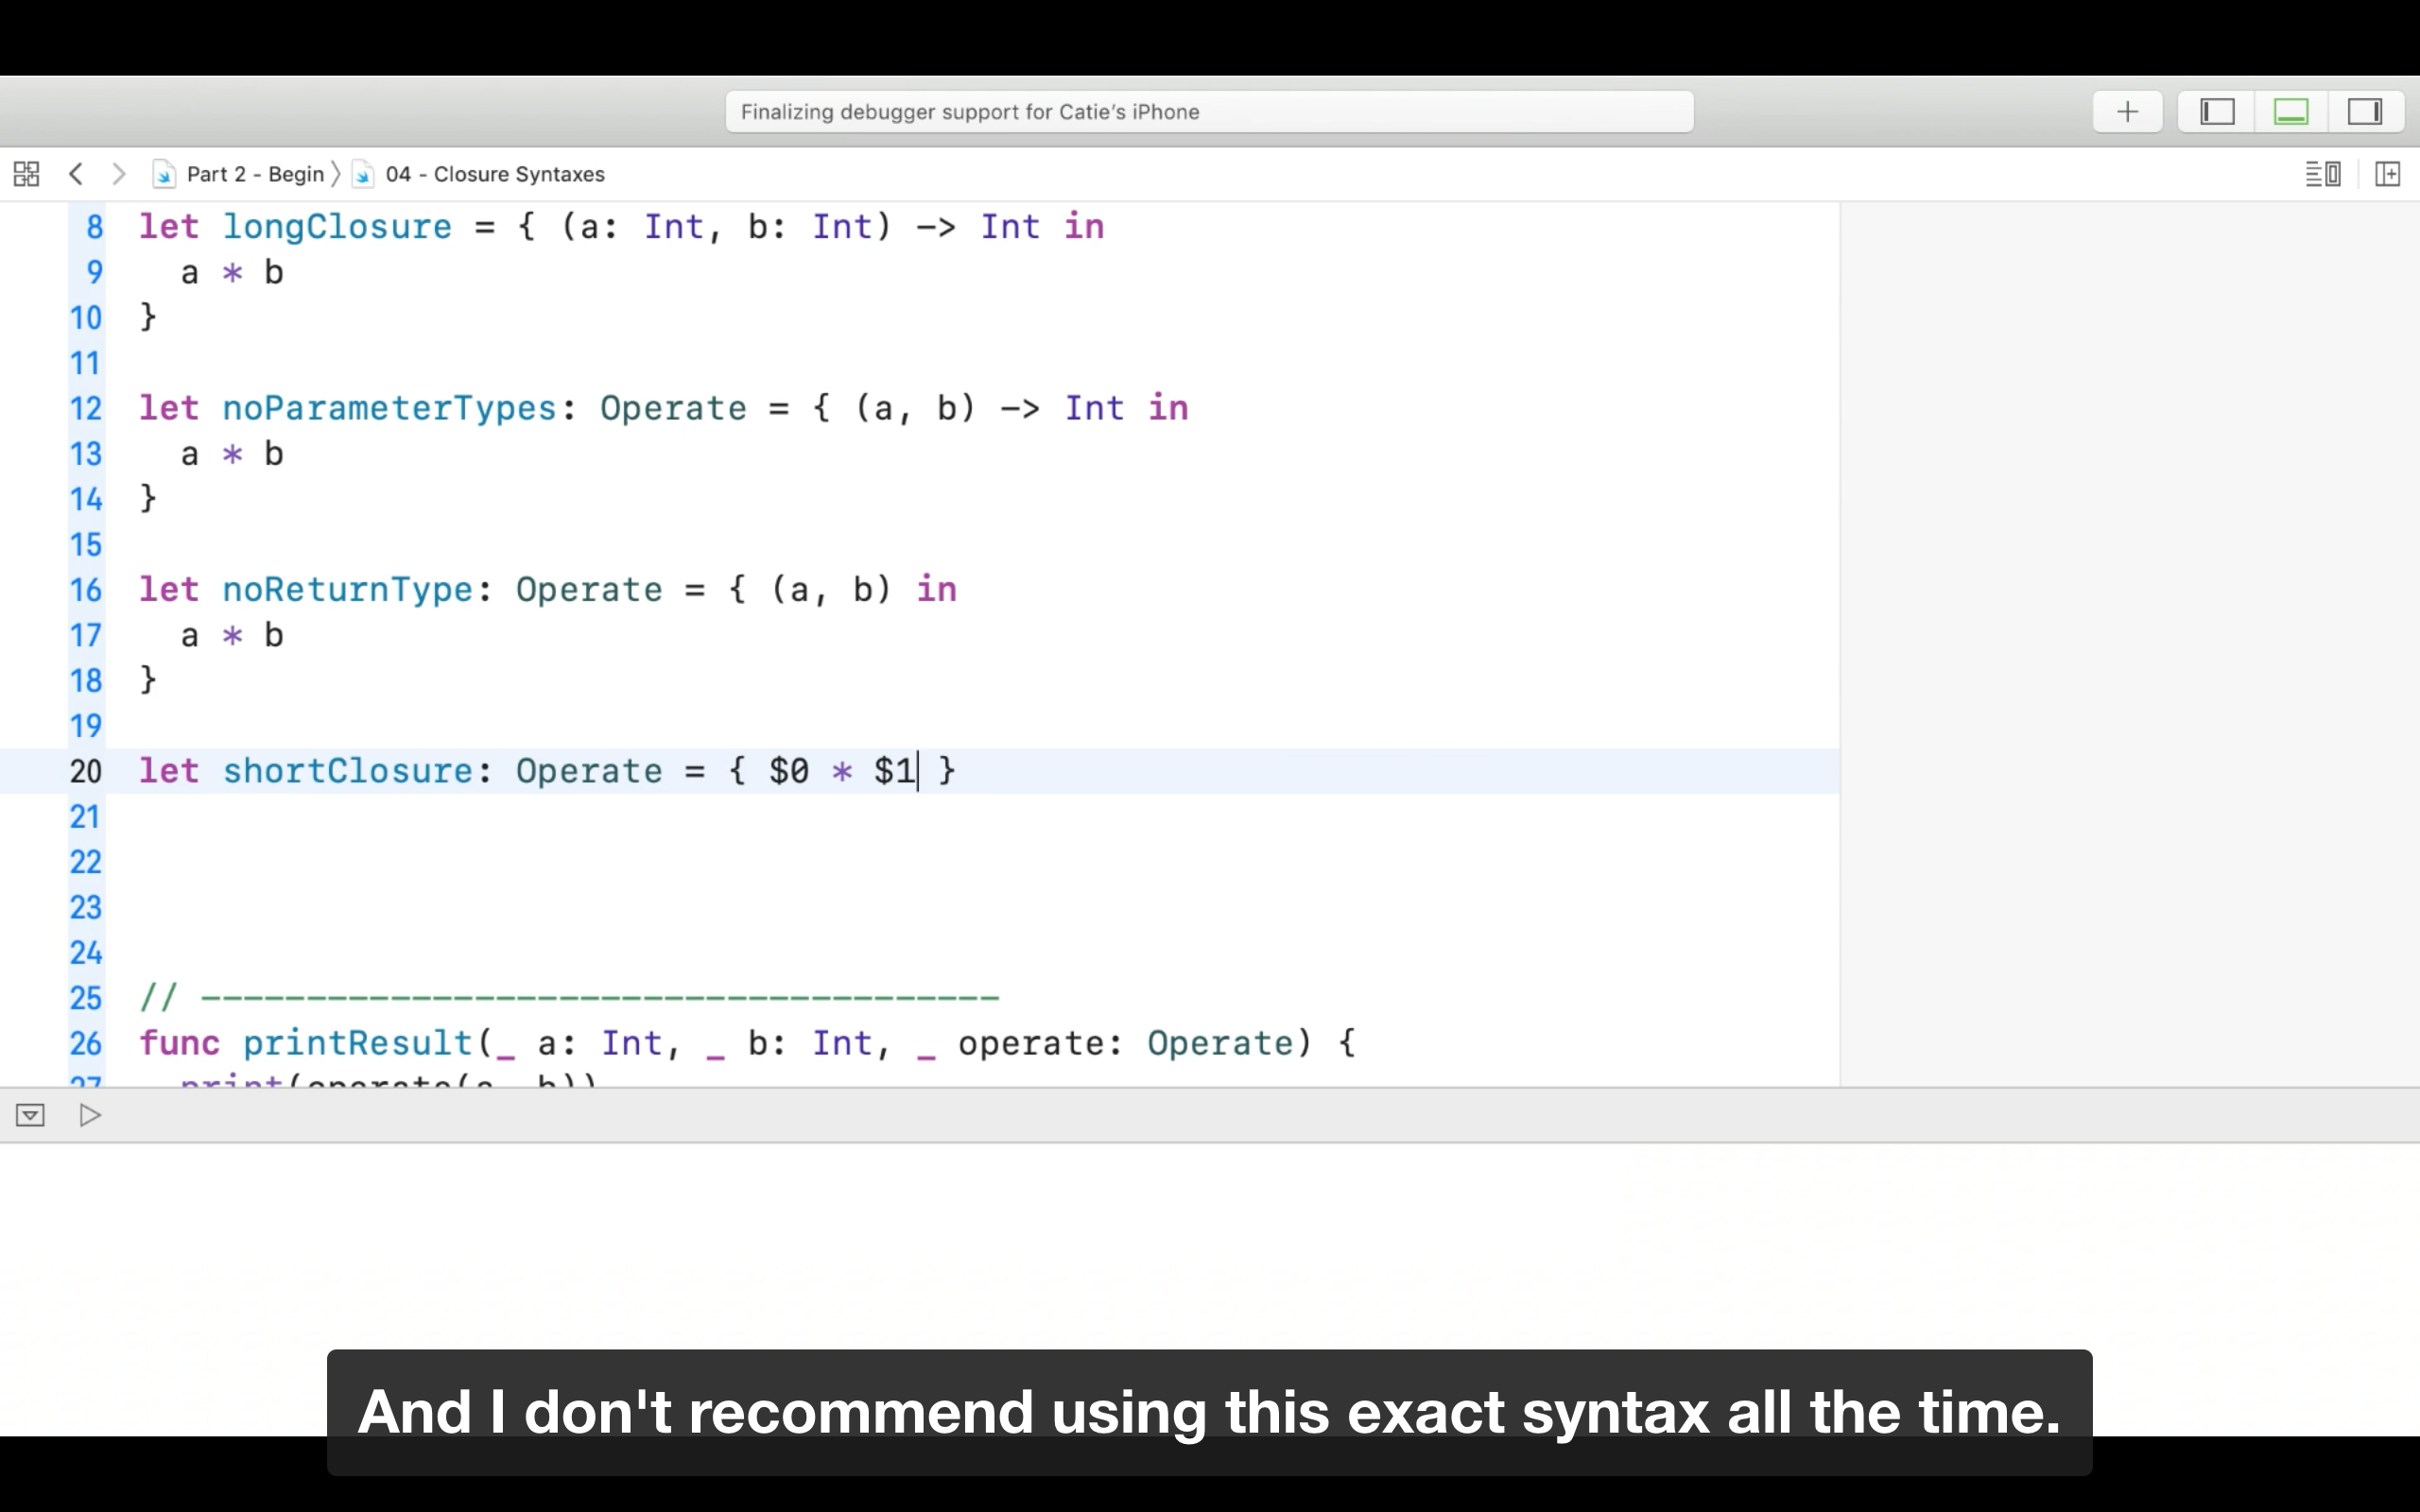 Finalizing debugger support for Catie's iPhone
Part 2 - Begin 〉 04 - Closure Syntaxes
8 let longClosure = { (a: Int, b: Int) -> Int in
9 a * b
10 }
11
12 let noParameterTypes: Operate = { (a, b) -> Int in
13 a * b
14 }
15
16 let noReturnType: Operate = { (a, b) in
17 a * b
18 }
19
20 let shortClosure: Operate = { $0 * $1 }
21
22
23
24
25 // --------------------------------------
26 func printResult(_ a: Int, _ b: Int, _ operate: Operate) {
27 print(operate(a, b))
And I don't recommend using this exact syntax all the time.